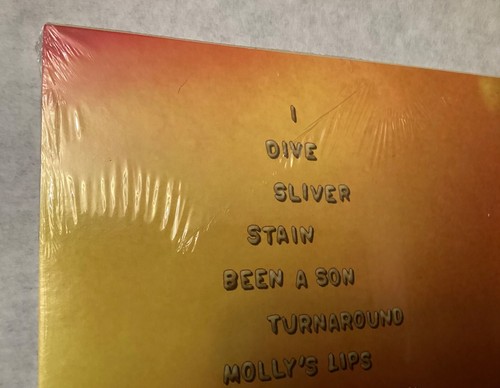 I
DIVE
SLIVER
STAIN
BEEN A SON
TURNAROUND
MOLLY'S LIPS